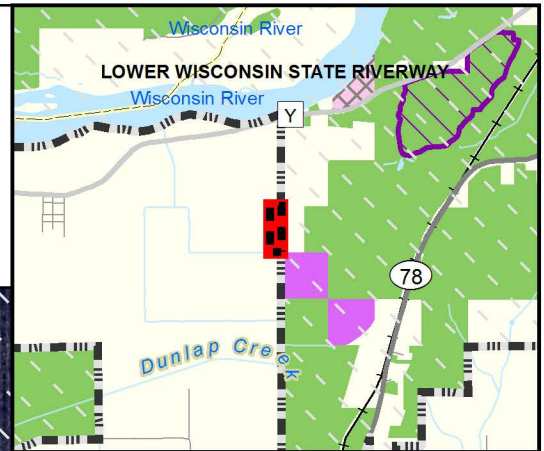 Wisconsin River
LOWER WISCONSIN STATE RIVERWAY
Wisconsin River
Y
78
Dunlap Creek